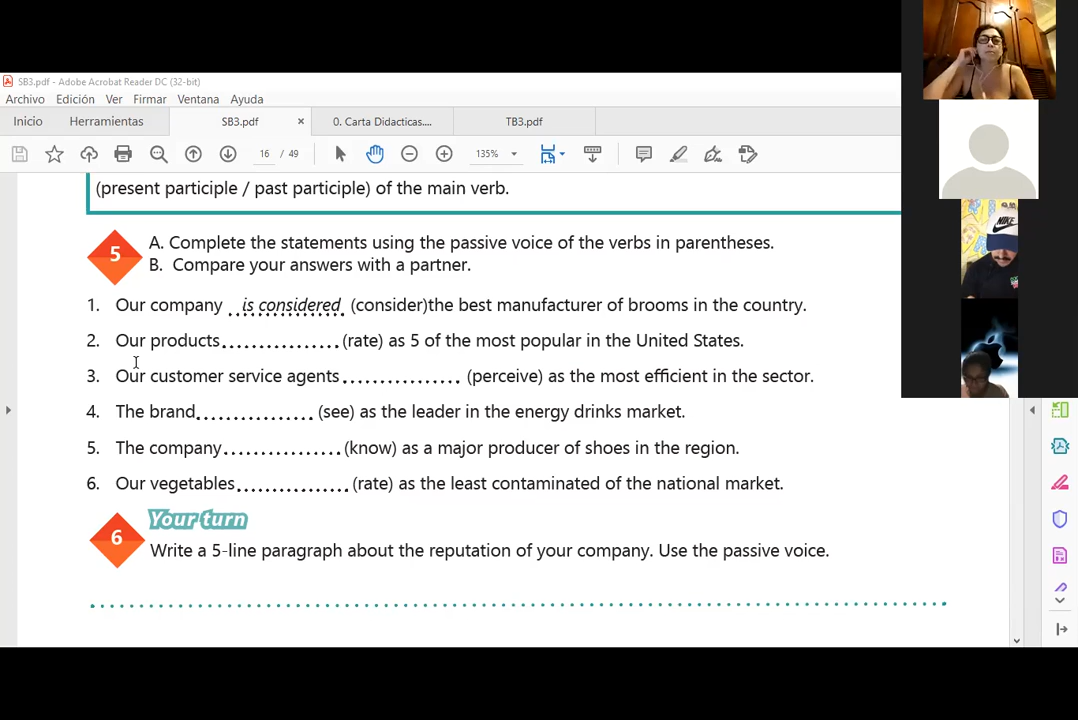 SB3.pdf - Adobe Acrobat Reader DC (32-bit)
Archivo Edición Ver Firmar Ventana Ayuda
Inicio Herramientas SB3.pdf × 0. Carta Didacticas.... TB3.pdf
16 / 49 135%
(present participle / past participle) of the main verb.
5 A. Complete the statements using the passive voice of the verbs in parentheses.
B. Compare your answers with a partner.
1. Our company is considered (consider)the best manufacturer of brooms in the country.
2. Our products............... (rate) as 5 of the most popular in the United States.
3. Our customer service agents............... (perceive) as the most efficient in the sector.
4. The brand............... (see) as the leader in the energy drinks market.
5. The company............... (know) as a major producer of shoes in the region.
6. Our vegetables............... (rate) as the least contaminated of the national market.
6 Your turn
Write a 5-line paragraph about the reputation of your company. Use the passive voice.
NIKE